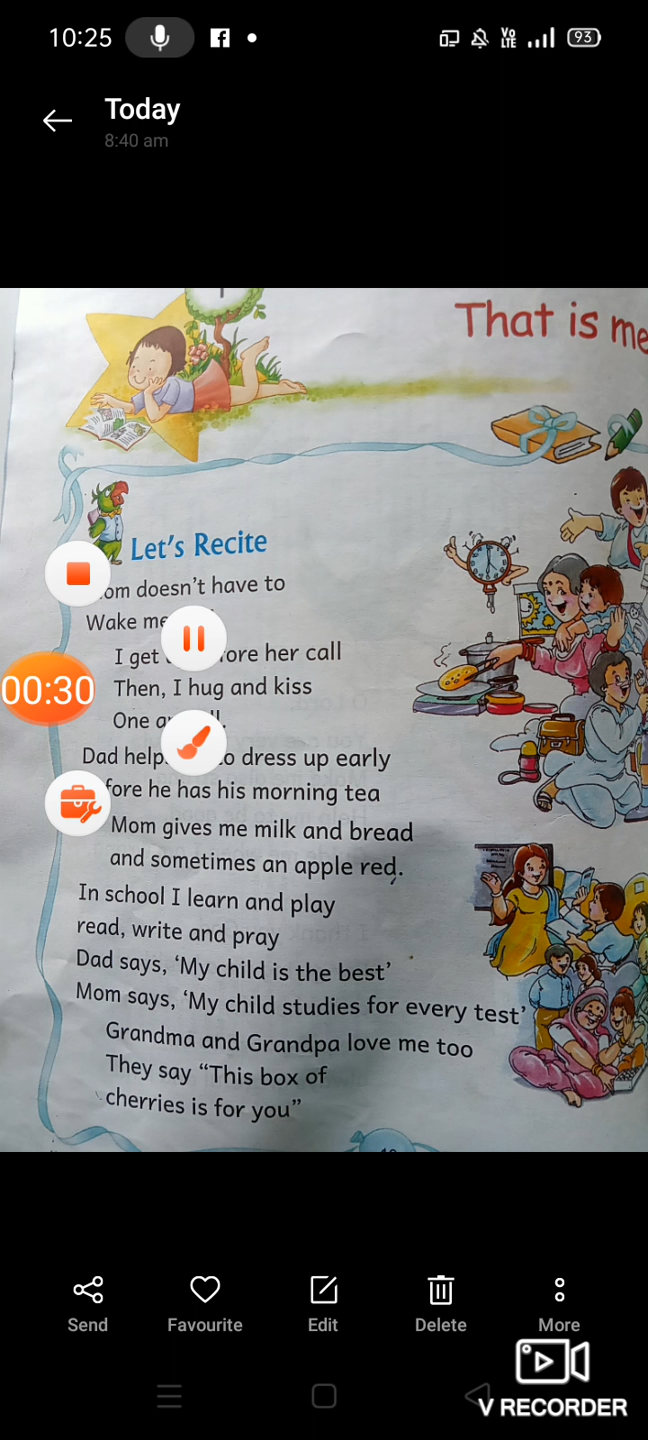 10:25
VO LTE
93
Today
8:40 am
That is me
Let's Recite
doesn't have to
Wake me
I get her call
Then, I hug and kiss
One
Dad dress up early
he has his morning tea
Mom gives me milk and bread
and sometimes an apple red.
In school I learn and play
read, write and pray
Dad says, 'My child is the best'
Mom says, 'My child studies for every test'
Grandma and Grandpa love me too
They say "This box of
cherries is for you"
00:30
Send
Favourite
Edit
Delete
More
V RECORDER